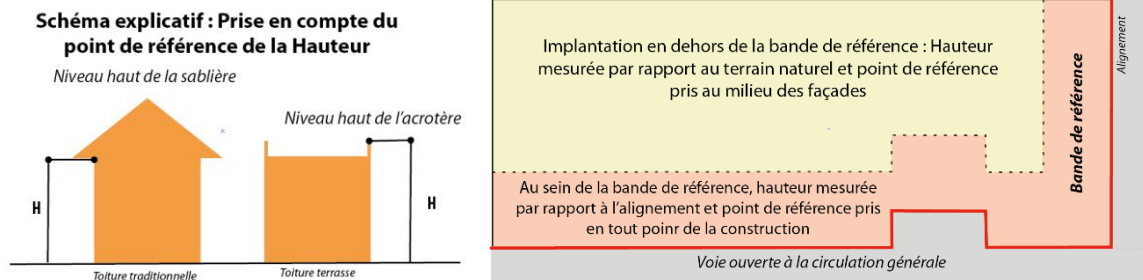 Schéma explicatif : Prise en compte du
point de référence de la Hauteur
Niveau haut de la sablière
Niveau haut de l'acrotère
H
H
Toiture traditionnelle
Toiture terrasse
Implantation en dehors de la bande de référence : Hauteur
mesurée par rapport au terrain naturel et point de référence
pris au milieu des façades
Au sein de la bande de référence, hauteur mesurée
par rapport à l'alignement et point de référence pris
en tout poinr de la construction
Bande de référence
Alignement
Voie ouverte à la circulation générale